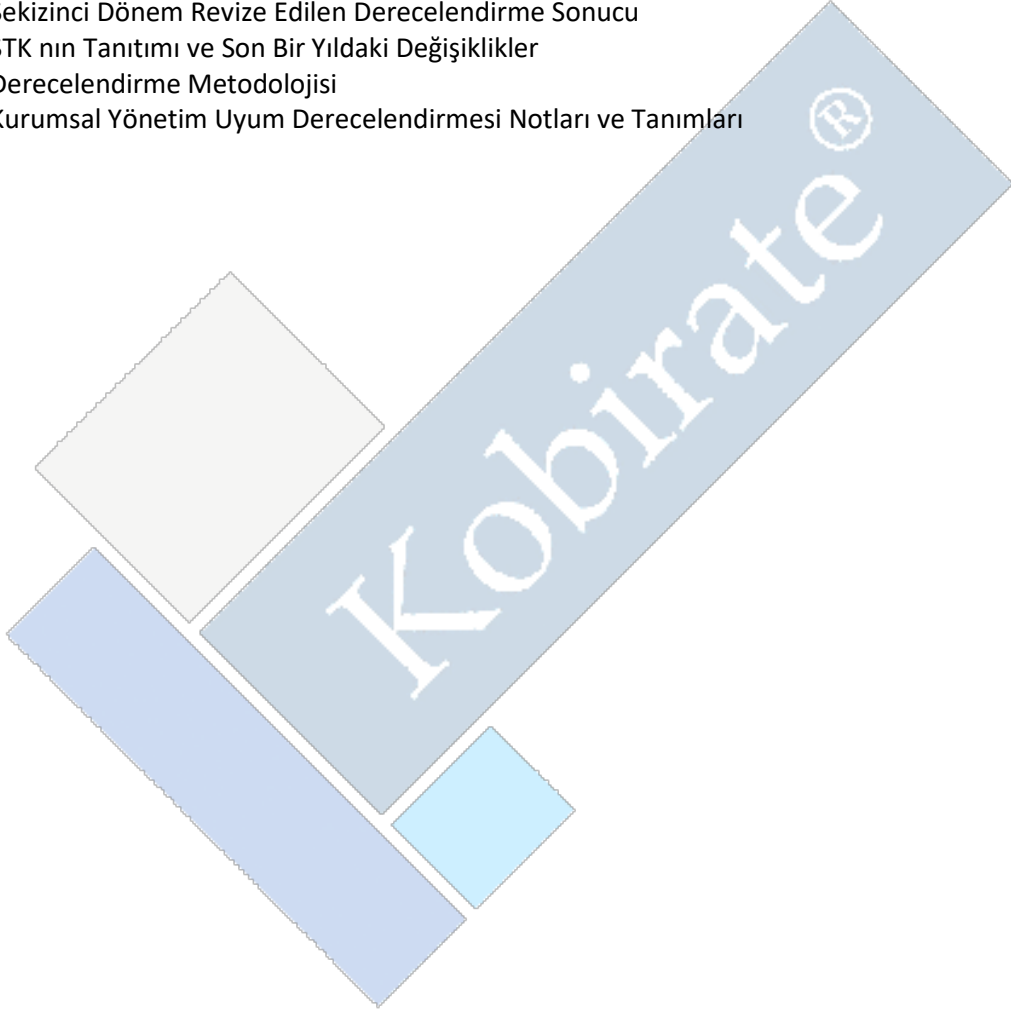 Sekizinci Dönem Revize Edilen Derecelendirme Sonucu
STK nın Tanıtımı ve Son Bir Yıldaki Değişiklikler
Derecelendirme Metodolojisi
Kurumsal Yönetim Uyum Derecelendirmesi Notları ve Tanımları
Kobirate®